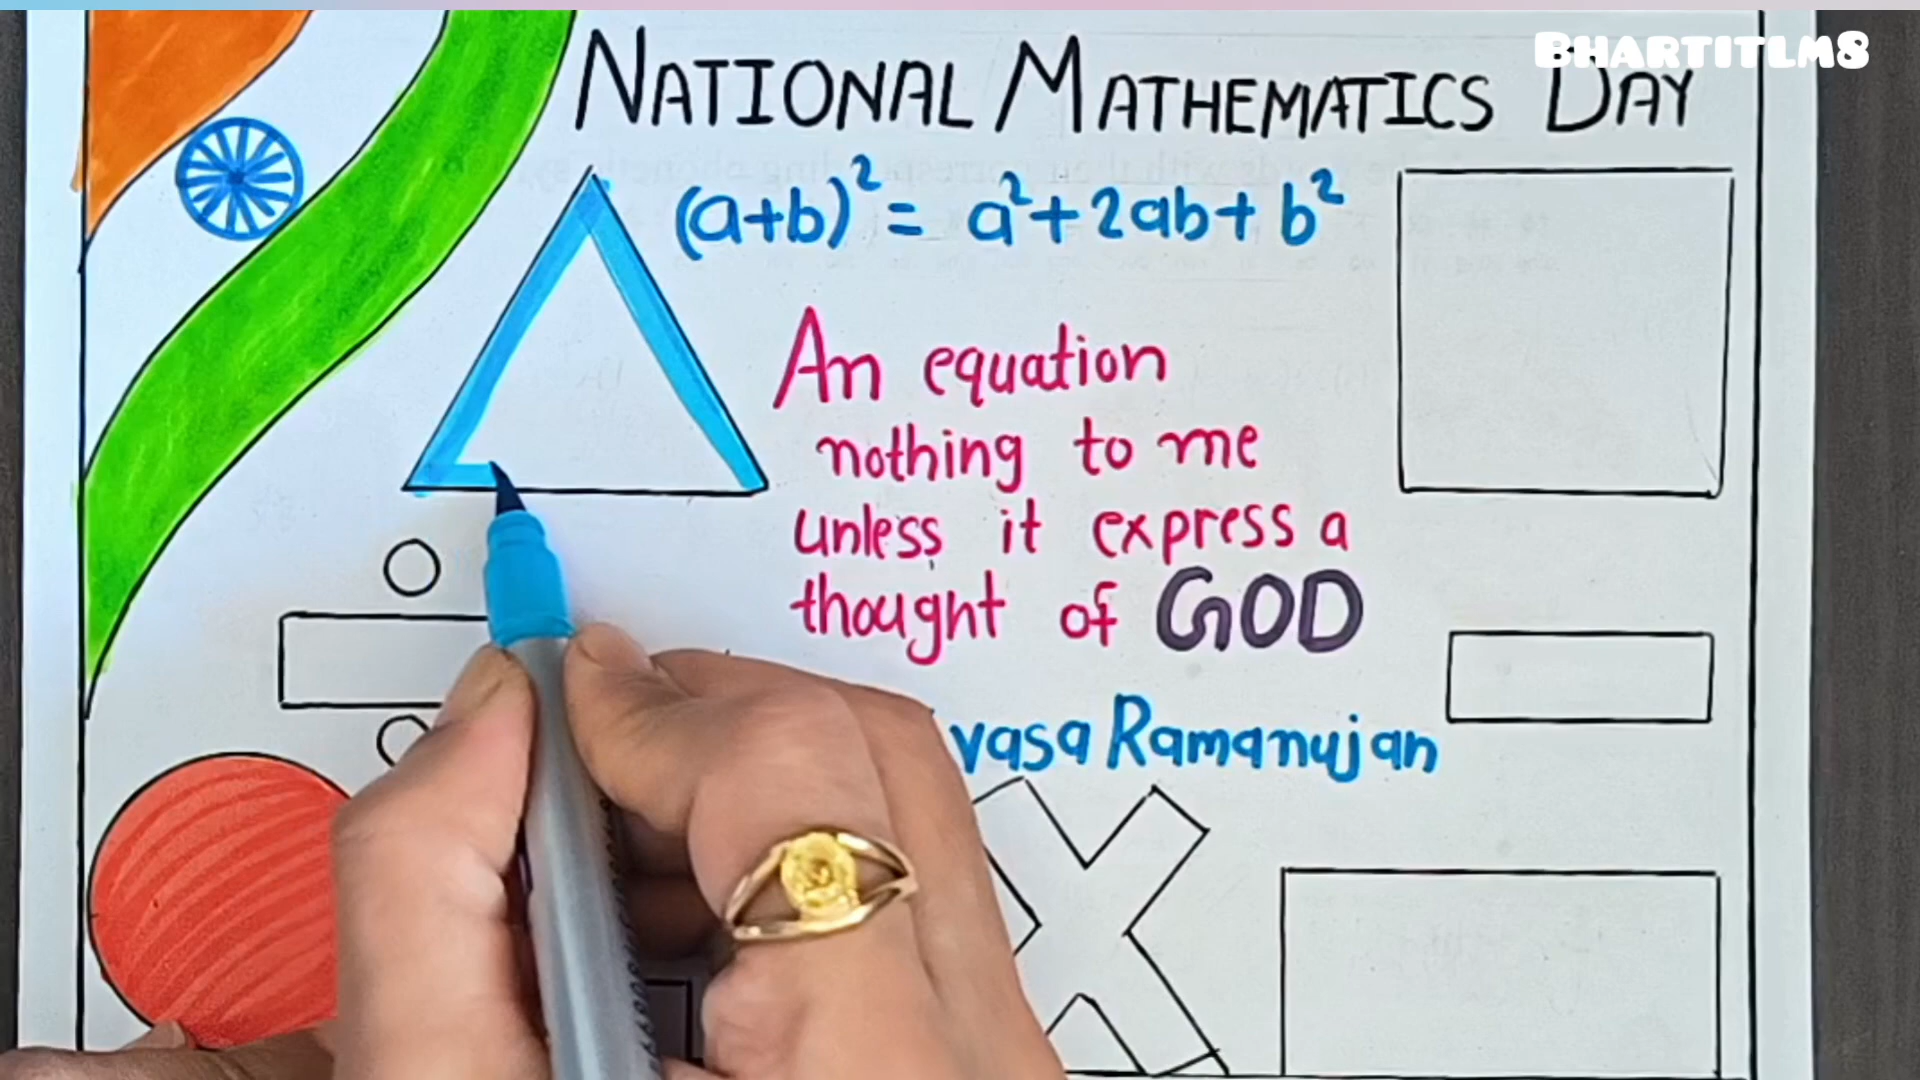 BHARTITLM8
NATIONAL MATHEMATICS DAY
(a+b)² = a²+2ab+b²
An equation
nothing to me
unless it express a
thought of GOD
vasa Ramanujan